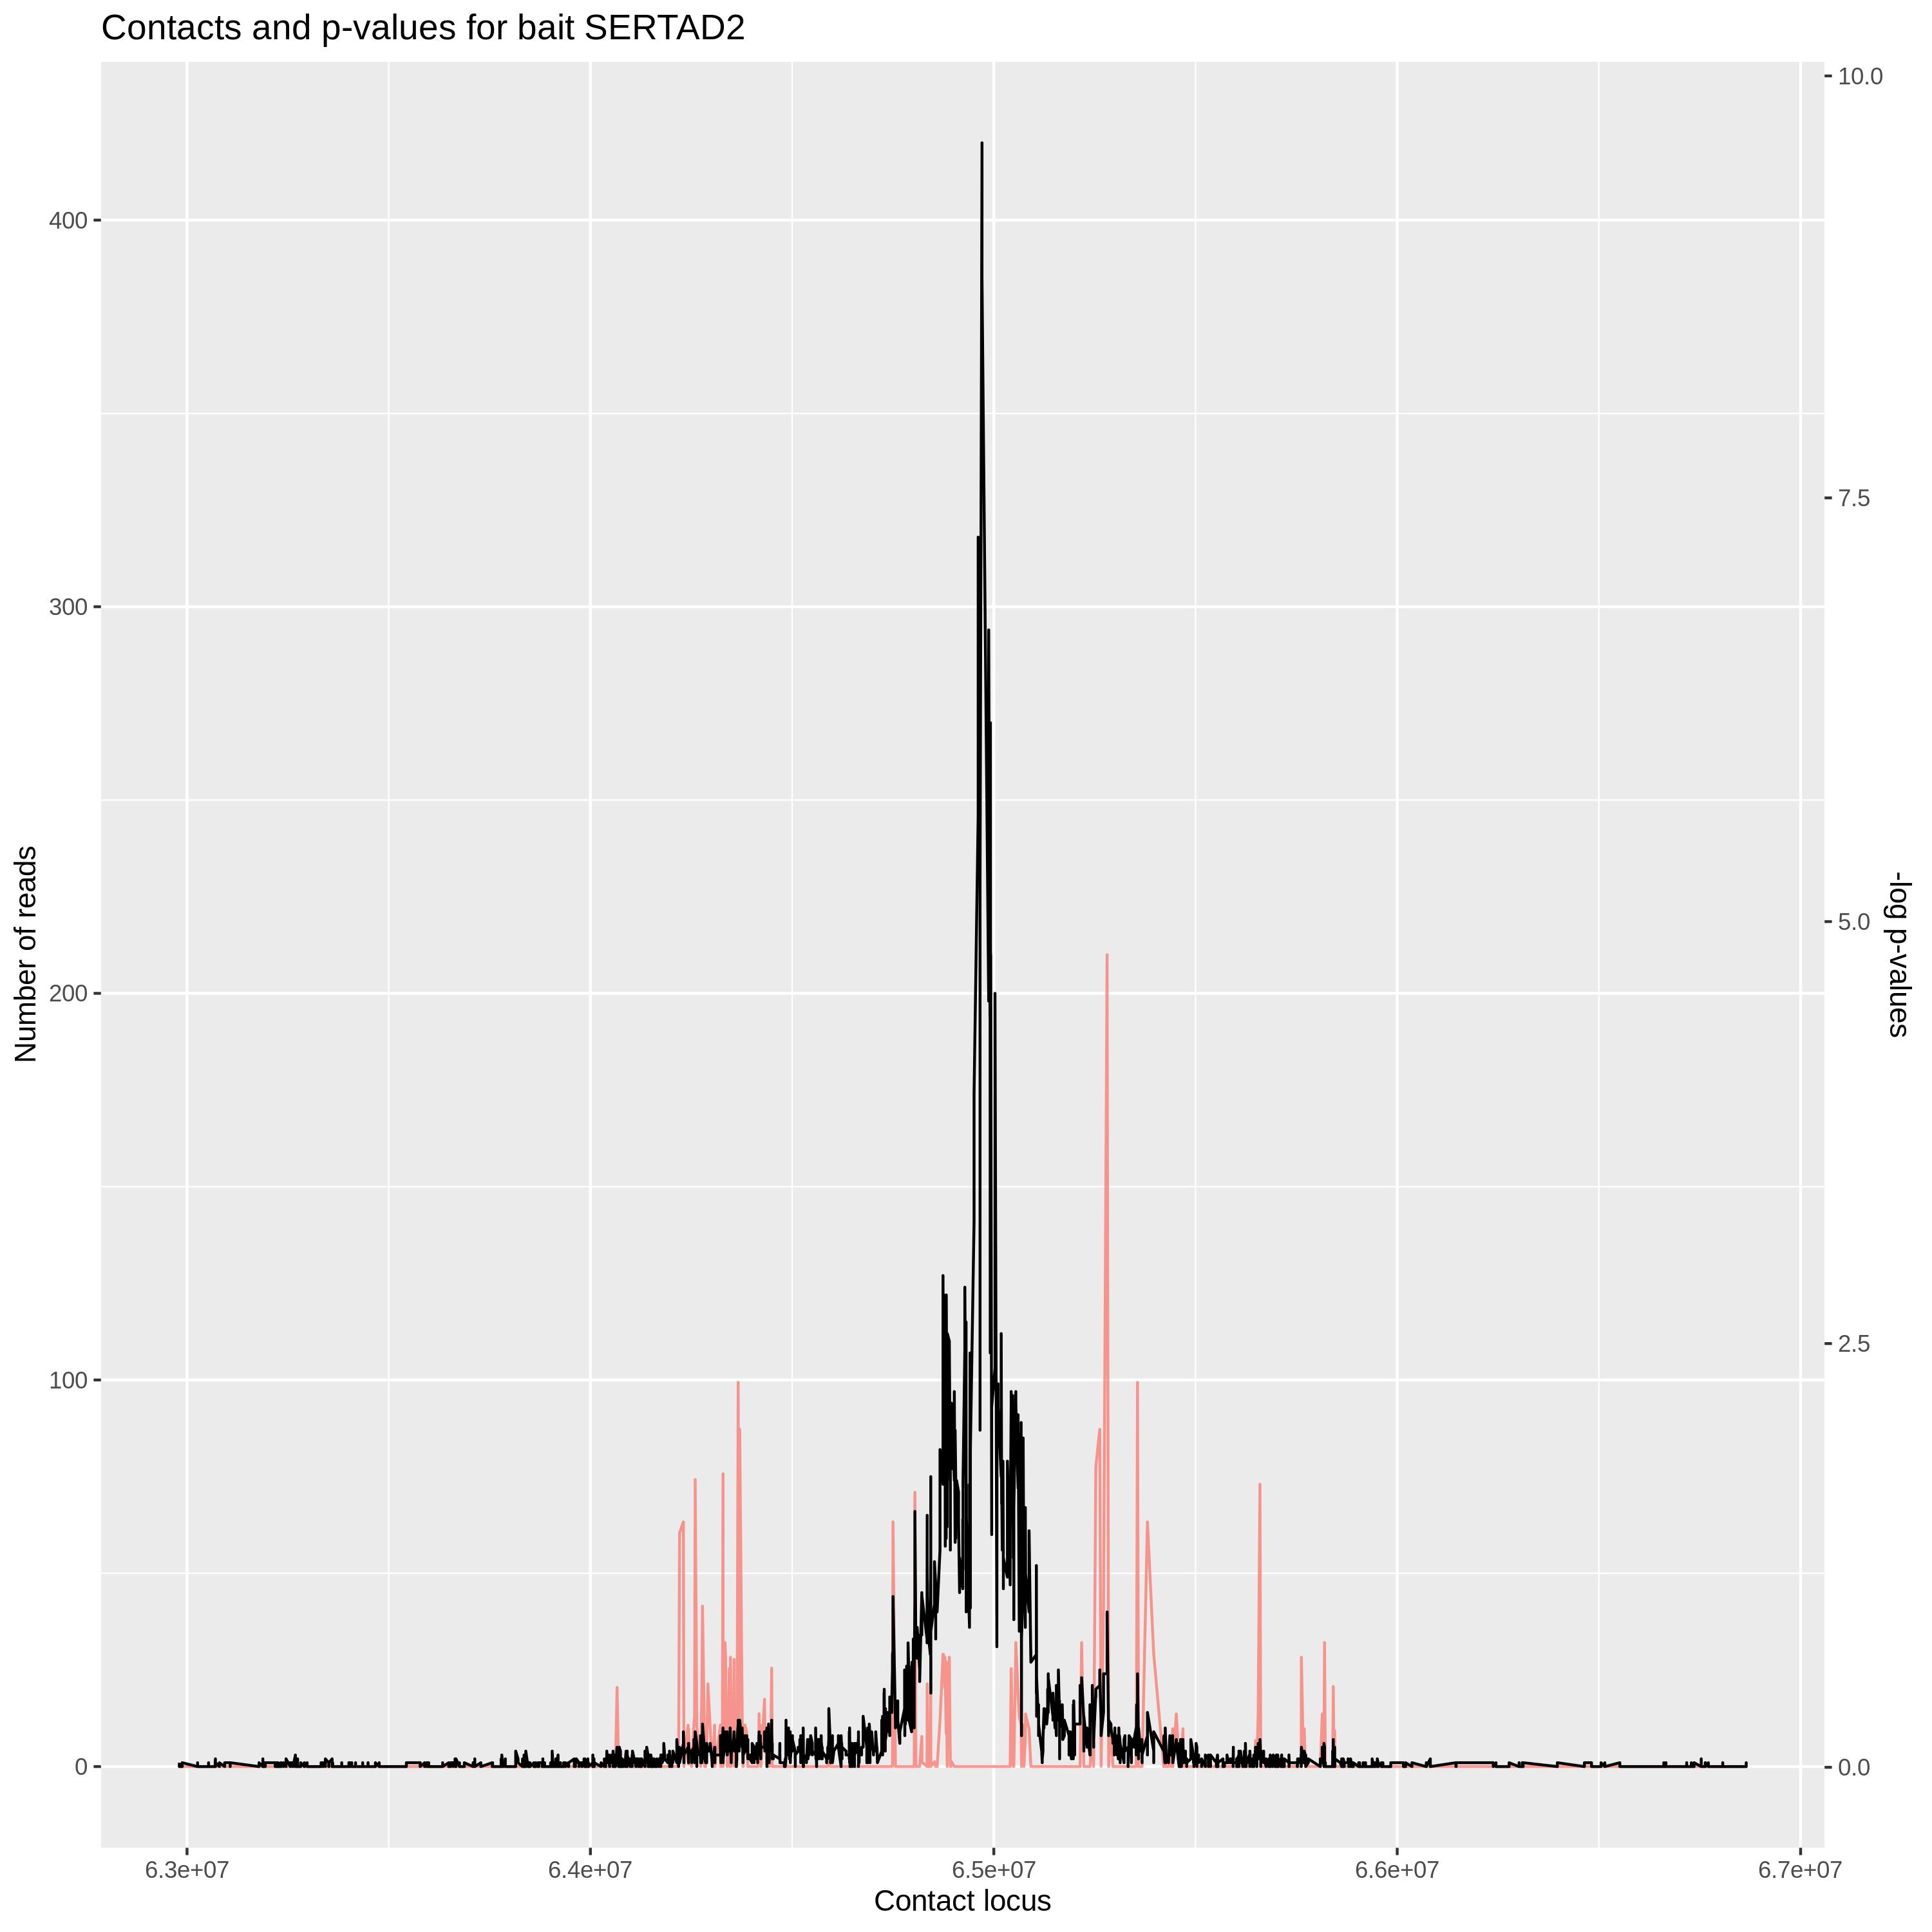 Contacts and p-values for bait SERTAD2
Number of reads
400
300
200
100
0
10.0
7.5
5.0
2.5
0.0
-log p-values
6.3e+07
6.4e+07
6.5e+07
6.6e+07
6.7e+07
Contact locus